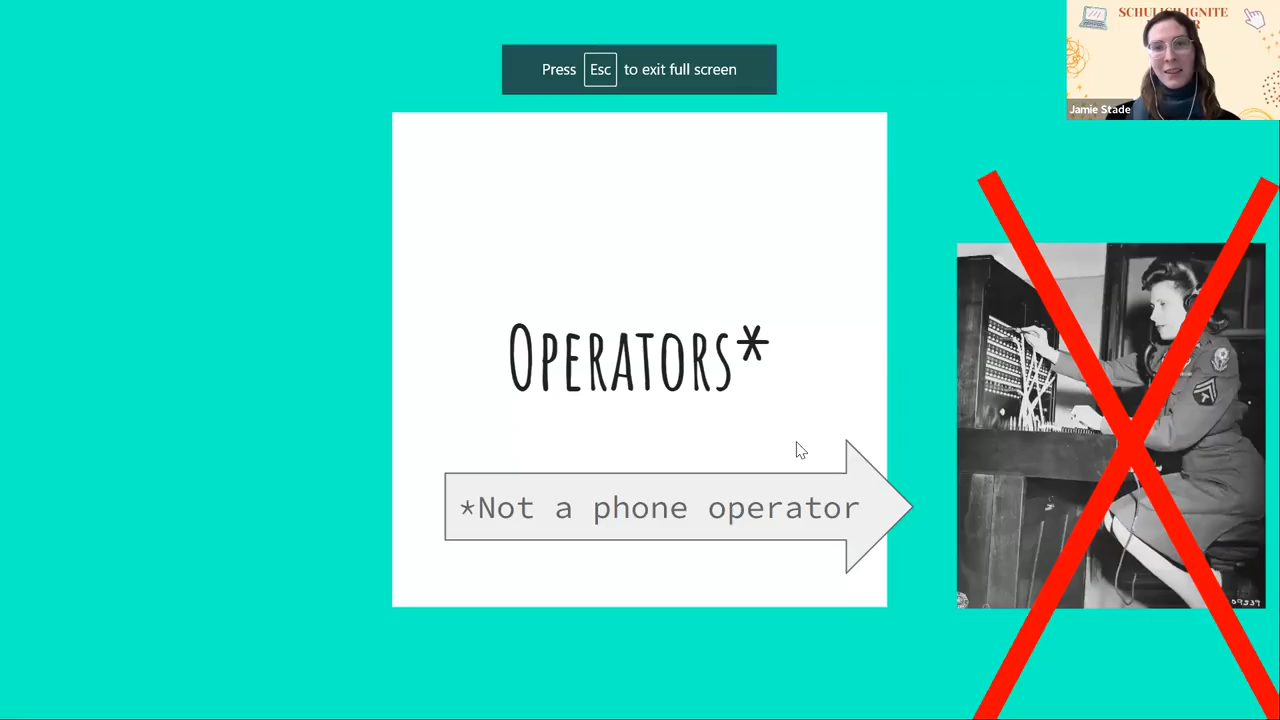 SCHULICH IGNITE
Press Esc to exit full screen
Jamie Stade
OPERATORS*
*Not a phone operator